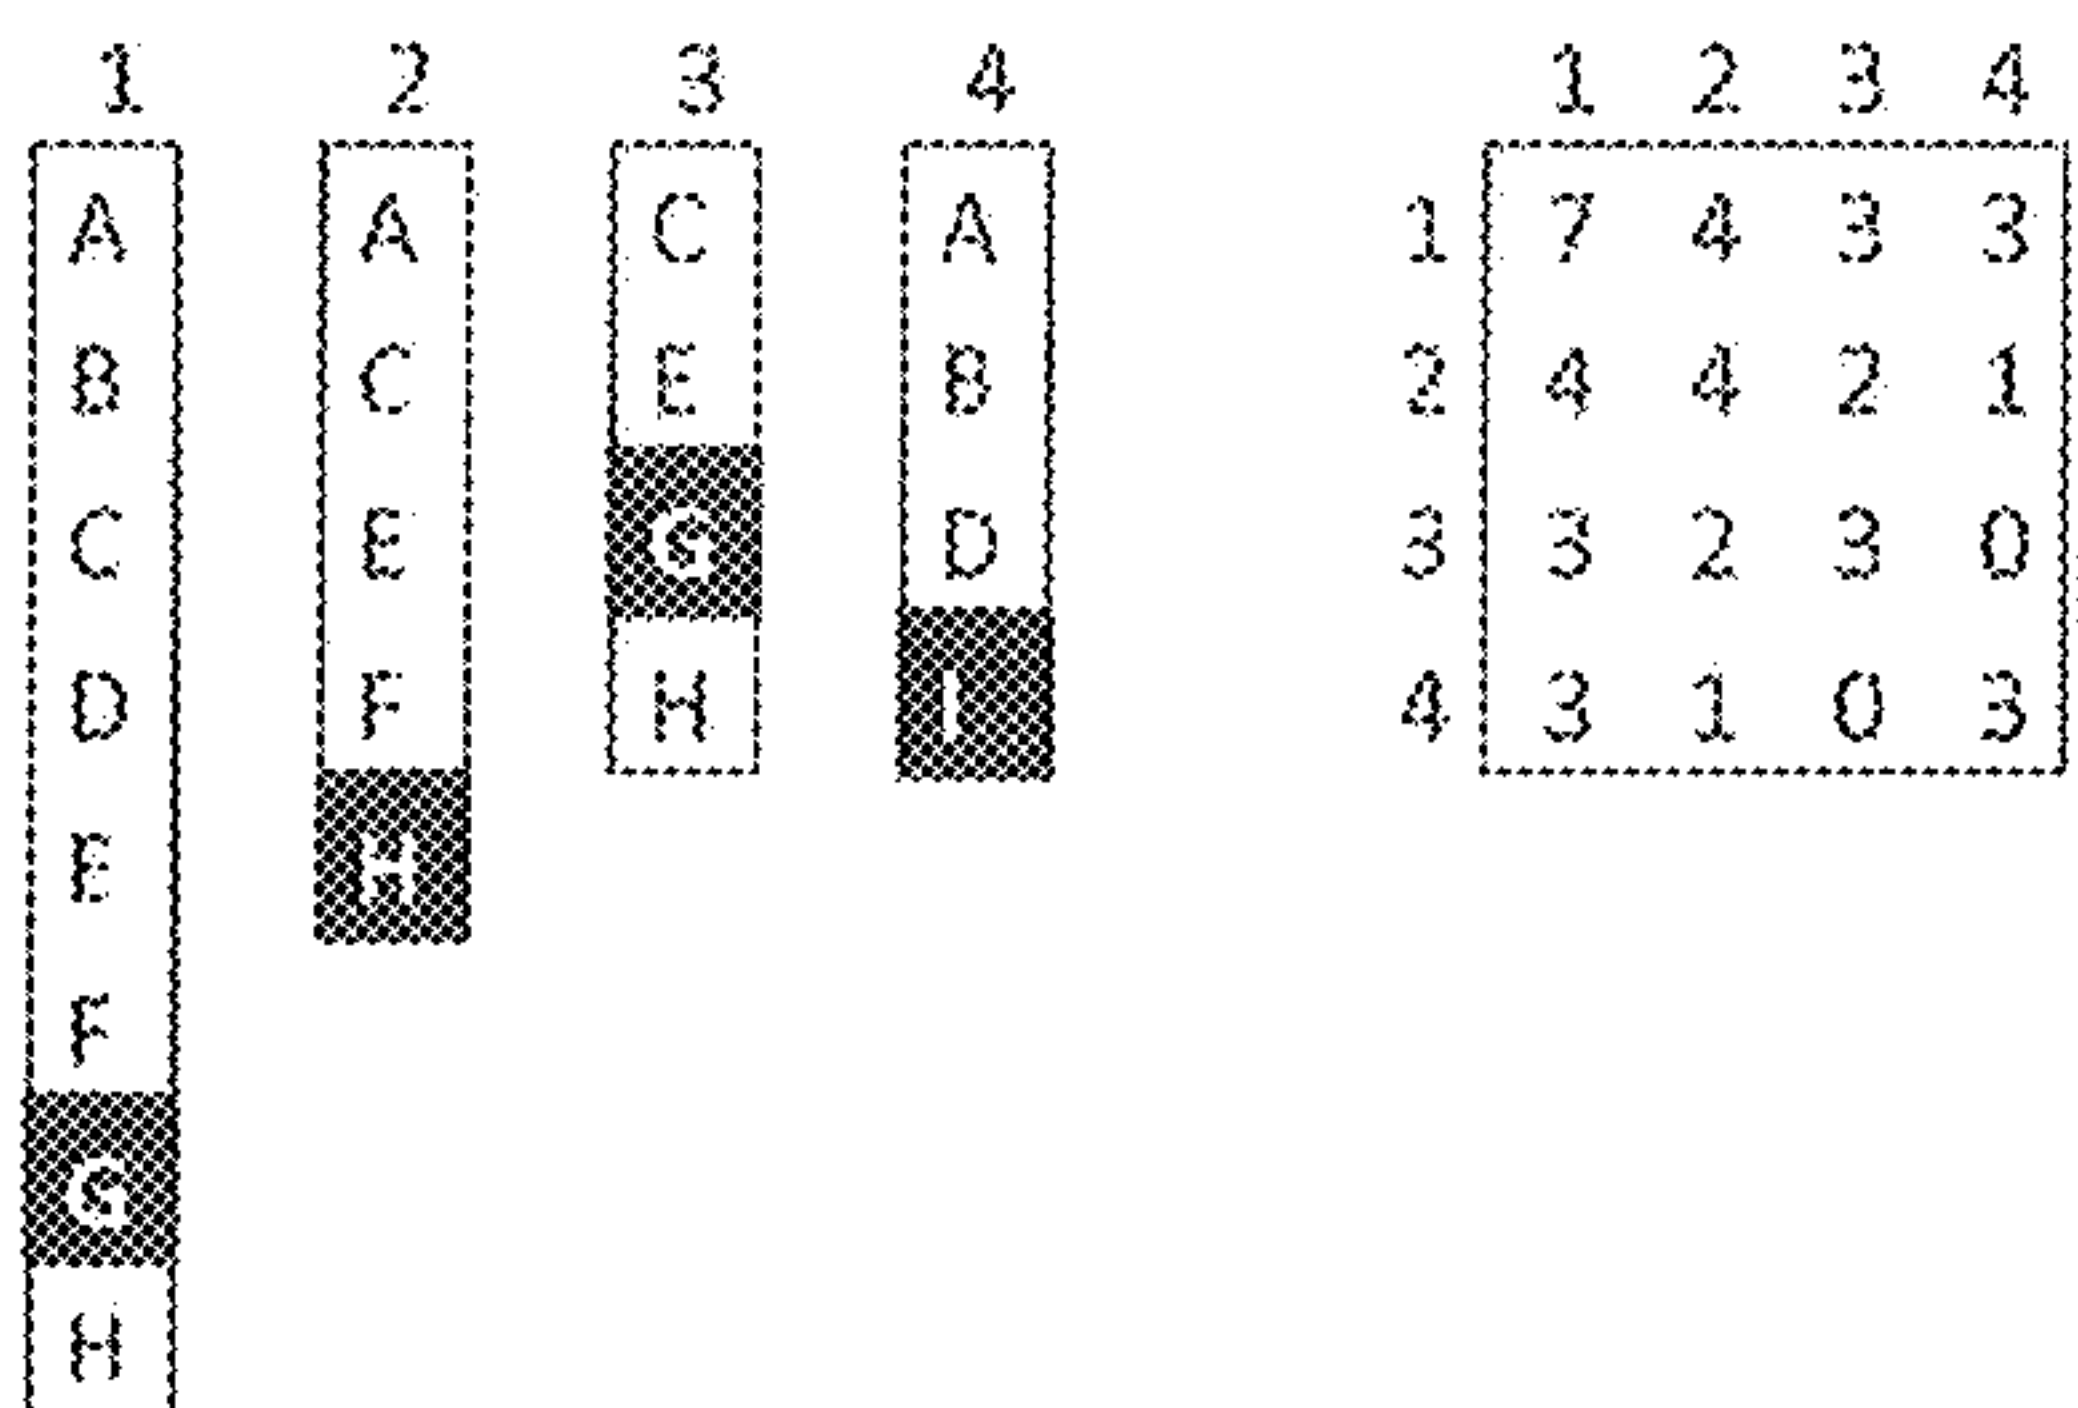 1 2 3 4 1 2 3 4
A A C A 1 7 4 3 3
B C E B 2 4 4 2 1
C E G D 3 3 2 3 0
D F H I 4 3 1 0 3
E H
F
G
H